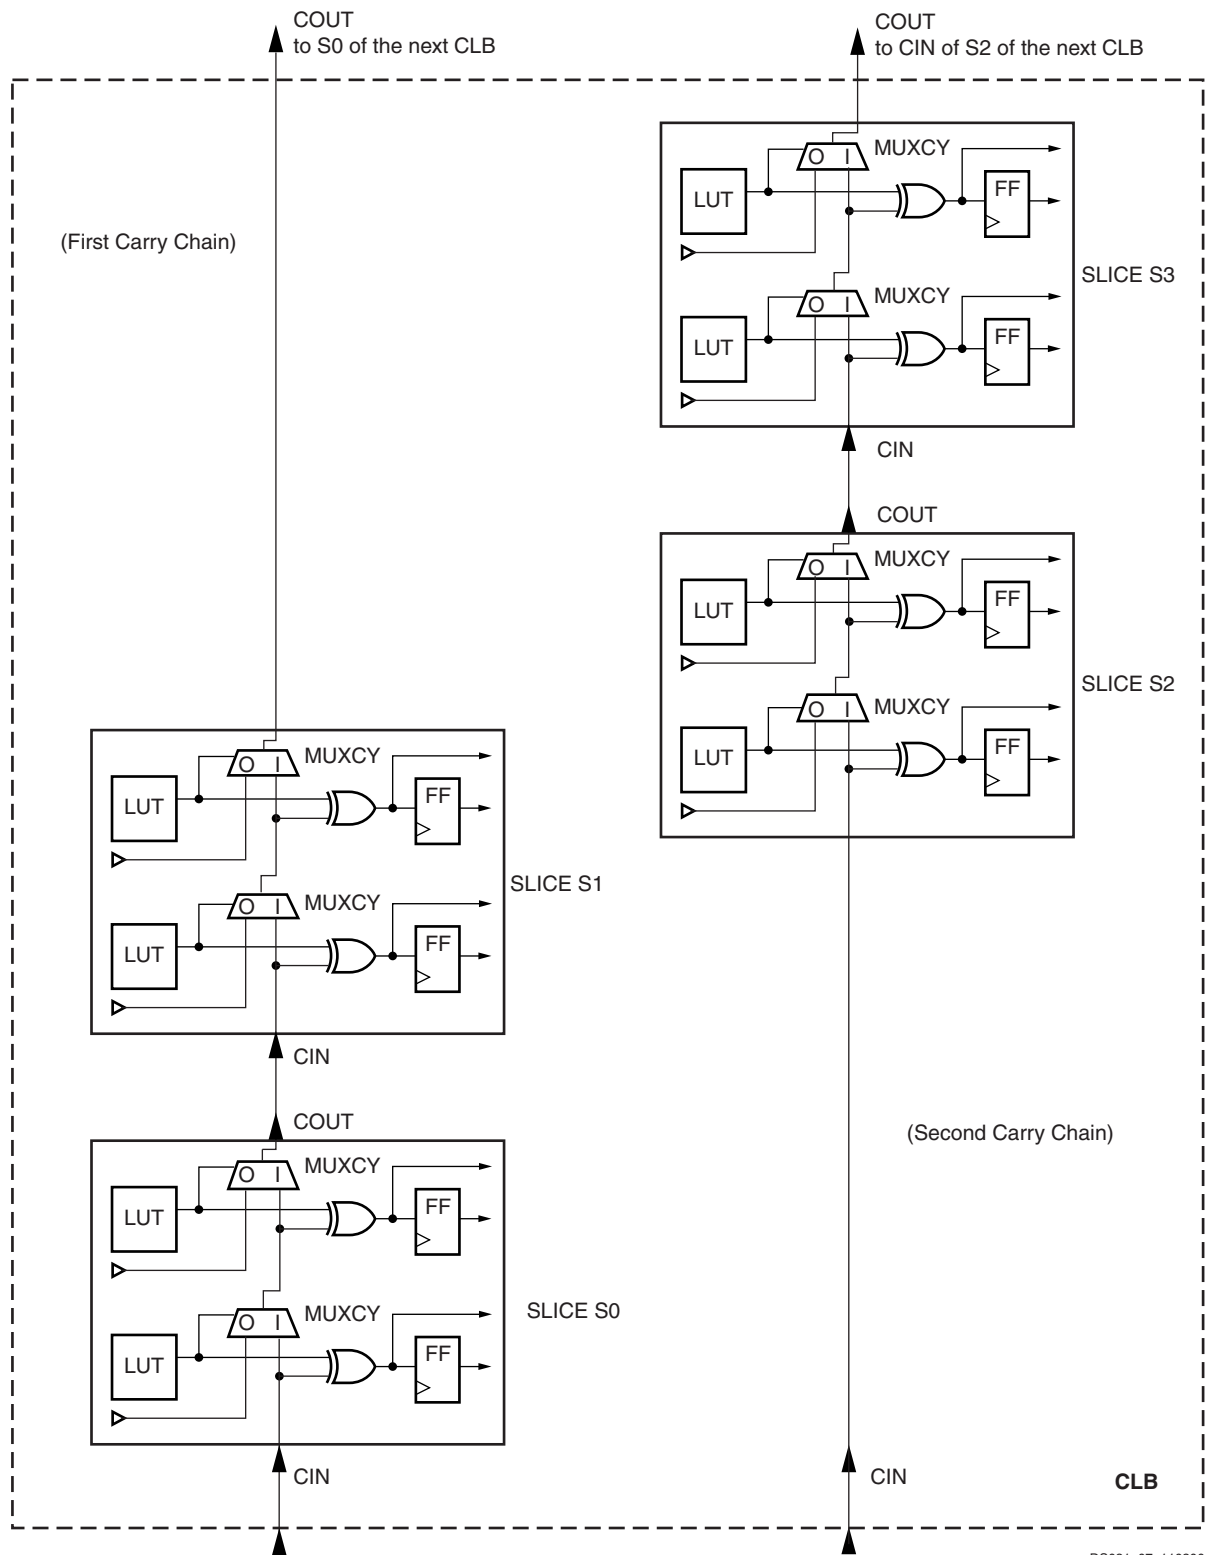 COUT
to S0 of the next CLB
COUT
to CIN of S2 of the next CLB
(First Carry Chain)
O I MUXCY
LUT
FF
SLICE S3
O I MUXCY
LUT
FF
CIN
COUT
O I MUXCY
LUT
FF
SLICE S2
O I MUXCY
LUT
FF
O I MUXCY
LUT
FF
SLICE S1
O I MUXCY
LUT
FF
CIN
COUT
(Second Carry Chain)
O I MUXCY
LUT
FF
SLICE S0
O I MUXCY
LUT
FF
CIN
CIN
CLB